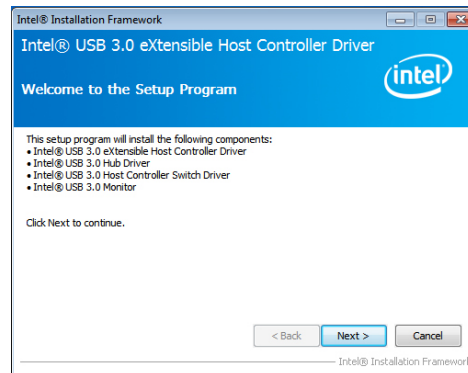 Intel® Installation Framework
Intel® USB 3.0 eXtensible Host Controller Driver
Welcome to the Setup Program
intel®
This setup program will install the following components:
• Intel® USB 3.0 eXtensible Host Controller Driver
• Intel® USB 3.0 Hub Driver
• Intel® USB 3.0 Host Controller Switch Driver
• Intel® USB 3.0 Monitor
Click Next to continue.
< Back Next > Cancel
Intel® Installation Framework